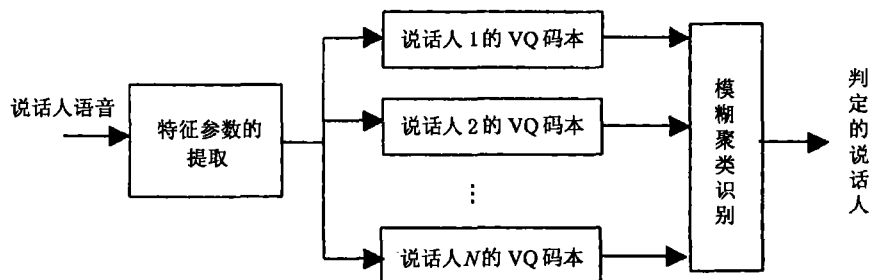 说话人语音
特征参数的
提取
说话人1的VQ码本
说话人2的VQ码本
⋮
说话人N的VQ码本
模糊聚类识别
判定的说话人